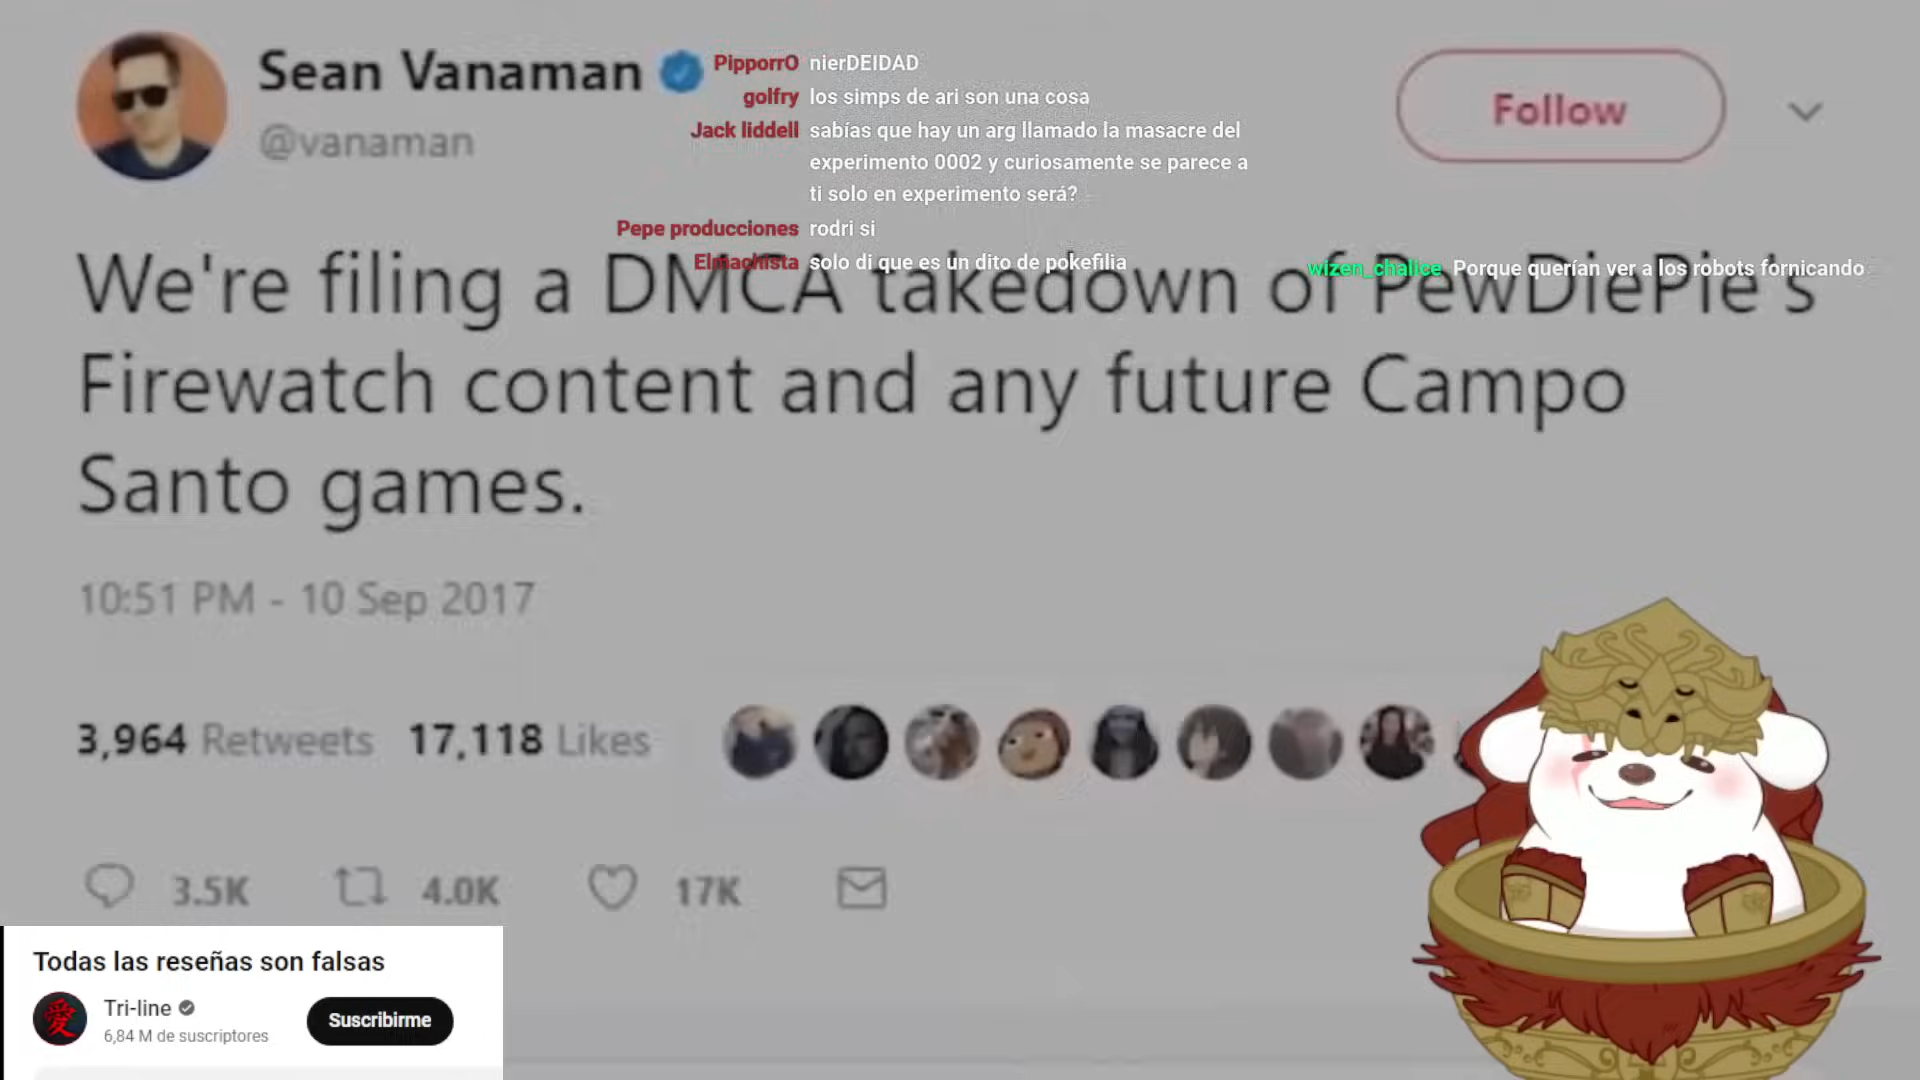 Sean Vanaman
@vanaman
Follow
PipporrO nierDEIDAD
golfry los simps de ari son una cosa
Jack liddell sabías que hay un arg llamado la masacre del
experimento 0002 y curiosamente se parece a
ti solo en experimento será?
Pepe producciones rodri si
Elmachista solo di que es un dito de pokefilia
wizen_chalice Porque querían ver a los robots fornicando
We're filing a DMCA takedown of PewDiePie's
Firewatch content and any future Campo
Santo games.
10:51 PM - 10 Sep 2017
3,964 Retweets 17,118 Likes
3.5K 4.0K 17K
Todas las reseñas son falsas
愛
Tri-line
6,84 M de suscriptores
Suscribirme